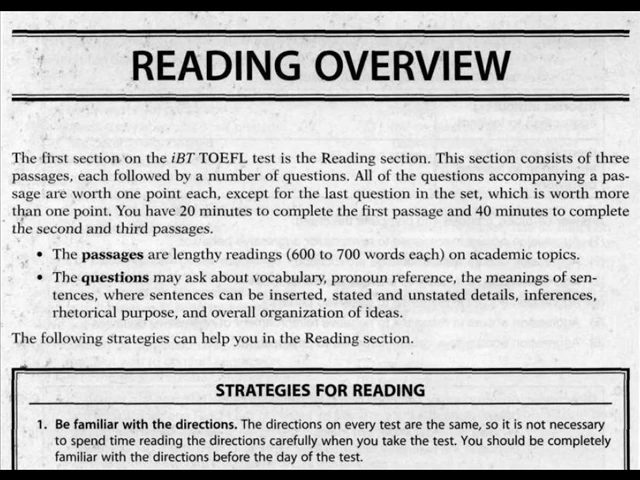 READING OVERVIEW
The first section on the iBT TOEFL test is the Reading section. This section consists of three
passages, each followed by a number of questions. All of the questions accompanying a pas-
sage are worth one point each, except for the last question in the set, which is worth more
than one point. You have 20 minutes to complete the first passage and 40 minutes to complete
the second and third passages.
• The passages are lengthy readings (600 to 700 words each) on academic topics.
• The questions may ask about vocabulary, pronoun reference, the meanings of sen-
tences, where sentences can be inserted, stated and unstated details, inferences,
rhetorical purpose, and overall organization of ideas.
The following strategies can help you in the Reading section.
STRATEGIES FOR READING
1. Be familiar with the directions. The directions on every test are the same, so it is not necessary
to spend time reading the directions carefully when you take the test. You should be completely
familiar with the directions before the day of the test.